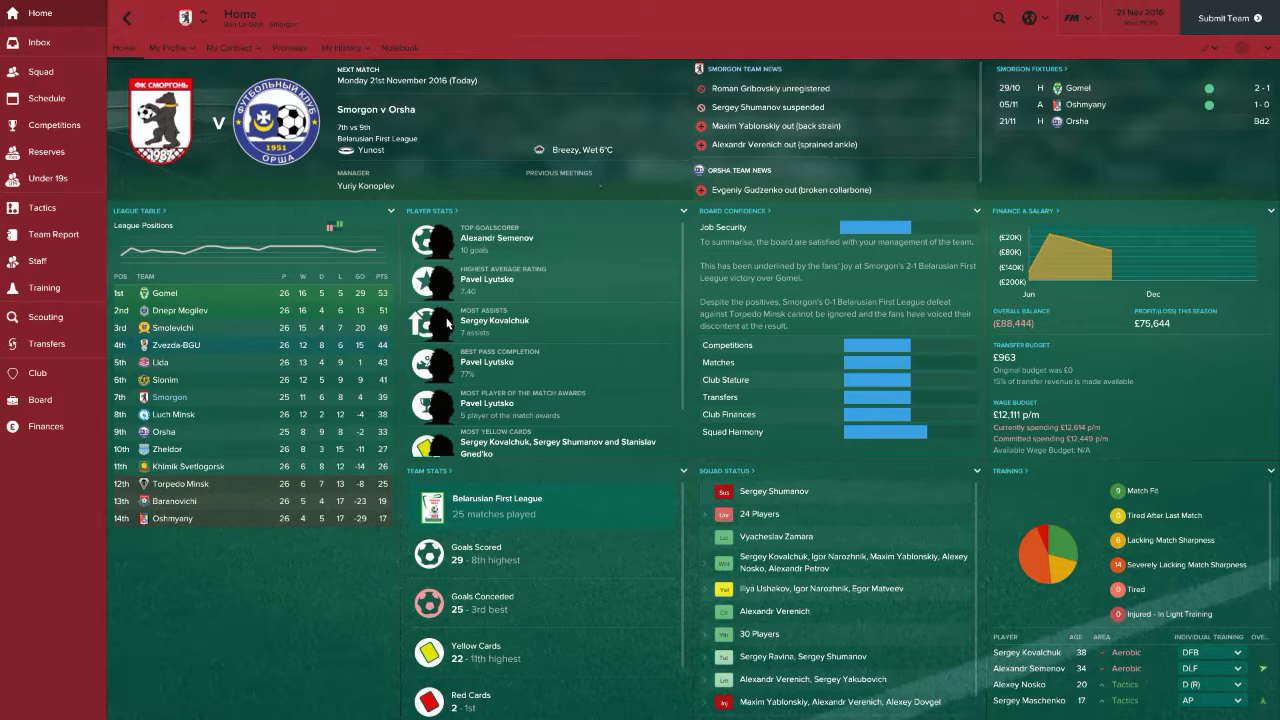 Home
Inbox
Squad
Schedule
Competitions
Reserves
Under 19s
Tactics
Team Report
Staff
Training
Scouting
Transfers
Club
Board
Finances
Home
FM
21 Nov 2016
Submit Team
Home
My Profile
My Contract
Promises
My History
Notebook
ФК СМОРГОНЬ
1987
V
ФУТБОЛЬНЫЙ КЛУБ
1951
ОРША
NEXT MATCH
Monday 21st November 2016 (Today)
Smorgon v Orsha
7th vs 9th
Belarusian First League
Yunost
Breezy, Wet 6°C
MANAGER
PREVIOUS MEETINGS
Yuriy Konoplev
-
SMORGON TEAM NEWS
Roman Gribovskiy unregistered
Sergey Shumanov suspended
Maxim Yablonskiy out (back strain)
Alexandr Verenich out (sprained ankle)
ORSHA TEAM NEWS
Evgeniy Gudzenko out (broken collarbone)
SMORGON FIXTURES >
29/10 H Gomel 2 - 1
05/11 A Oshmyany 1 - 0
21/11 H Orsha Bd2
LEAGUE TABLE >
League Positions
POS TEAM P W D L GD PTS
1st Gomel 26 16 5 5 29 53
2nd Dnepr Mogilev 26 16 4 6 13 51
3rd Smolevichi 26 15 4 7 20 49
4th Zvezda-BGU 26 12 8 6 15 44
5th Lida 26 13 4 9 1 43
6th Slonim 26 12 5 9 9 41
7th Smorgon 25 11 6 8 4 39
8th Luch Minsk 26 12 2 12 -4 38
9th Orsha 25 8 9 8 -2 33
10th Zheldor 26 8 3 15 -11 27
11th Khimik Svetlogorsk 26 6 8 12 -14 26
12th Torpedo Minsk 26 6 7 13 -8 25
13th Baranovichi 26 5 4 17 -23 19
14th Oshmyany 26 4 5 17 -29 17
PLAYER STATS >
TOP GOALSCORER
Alexandr Semenov
10 goals
HIGHEST AVERAGE RATING
Pavel Lyutsko
7.40
MOST ASSISTS
Sergey Kovalchuk
7 assists
BEST PASS COMPLETION
Pavel Lyutsko
77%
MOST PLAYER OF THE MATCH AWARDS
Pavel Lyutsko
5 player of the match awards
MOST YELLOW CARDS
Sergey Kovalchuk, Sergey Shumanov and Stanislav
Gned'ko
TEAM STATS >
Belarusian First League
25 matches played
Goals Scored
29 - 8th highest
Goals Conceded
25 - 3rd best
Yellow Cards
22 - 11th highest
Red Cards
2 - 1st
BOARD CONFIDENCE >
Job Security
To summarise, the board are satisfied with your management of the team.
This has been underlined by the fans' joy at Smorgon's 2-1 Belarusian First
League victory over Gomel.
Despite the positives, Smorgon's 0-1 Belarusian First League defeat
against Torpedo Minsk cannot be ignored and the fans have voiced their
discontent at the result.
Competitions
Matches
Club Stature
Transfers
Club Finances
Squad Harmony
SQUAD STATUS >
Sus Sergey Shumanov
Unr 24 Players
Vyacheslav Zamara
Wnt Sergey Kovalchuk, Igor Narozhnik, Maxim Yablonskiy, Alexey
Nosko, Alexandr Petrov
Yel Iliya Ushakov, Igor Narozhnik, Egor Matveev
Alexandr Verenich
Yth 30 Players
Tut Sergey Ravina, Sergey Shumanov
Lrn Alexandr Verenich, Sergey Yakubovich
Inj Maxim Yablonskiy, Alexandr Verenich, Alexey Dovgel
FINANCE & SALARY >
(£20K)
(£80K)
(£140K)
(£200K)
Jun Dec
OVERALL BALANCE
PROFIT/(LOSS) THIS SEASON
(£88,444)
£75,644
TRANSFER BUDGET
£963
Original budget was £0
15% of transfer revenue is made available
WAGE BUDGET
£12,111 p/m
Currently spending £12,614 p/m
Committed spending £12,449 p/m
Available Wage Budget: N/A
TRAINING >
9 Match Fit
0 Tired After Last Match
6 Lacking Match Sharpness
14 Severely Lacking Match Sharpness
0 Tired
0 Injured - In Light Training
PLAYER AGE AREA INDIVIDUAL TRAINING OVE...
Sergey Kovalchuk 38 Aerobic DFB
Alexandr Semenov 34 Aerobic DLF
Alexey Nosko 20 Tactics D (R)
Sergey Maschenko 17 Tactics AP